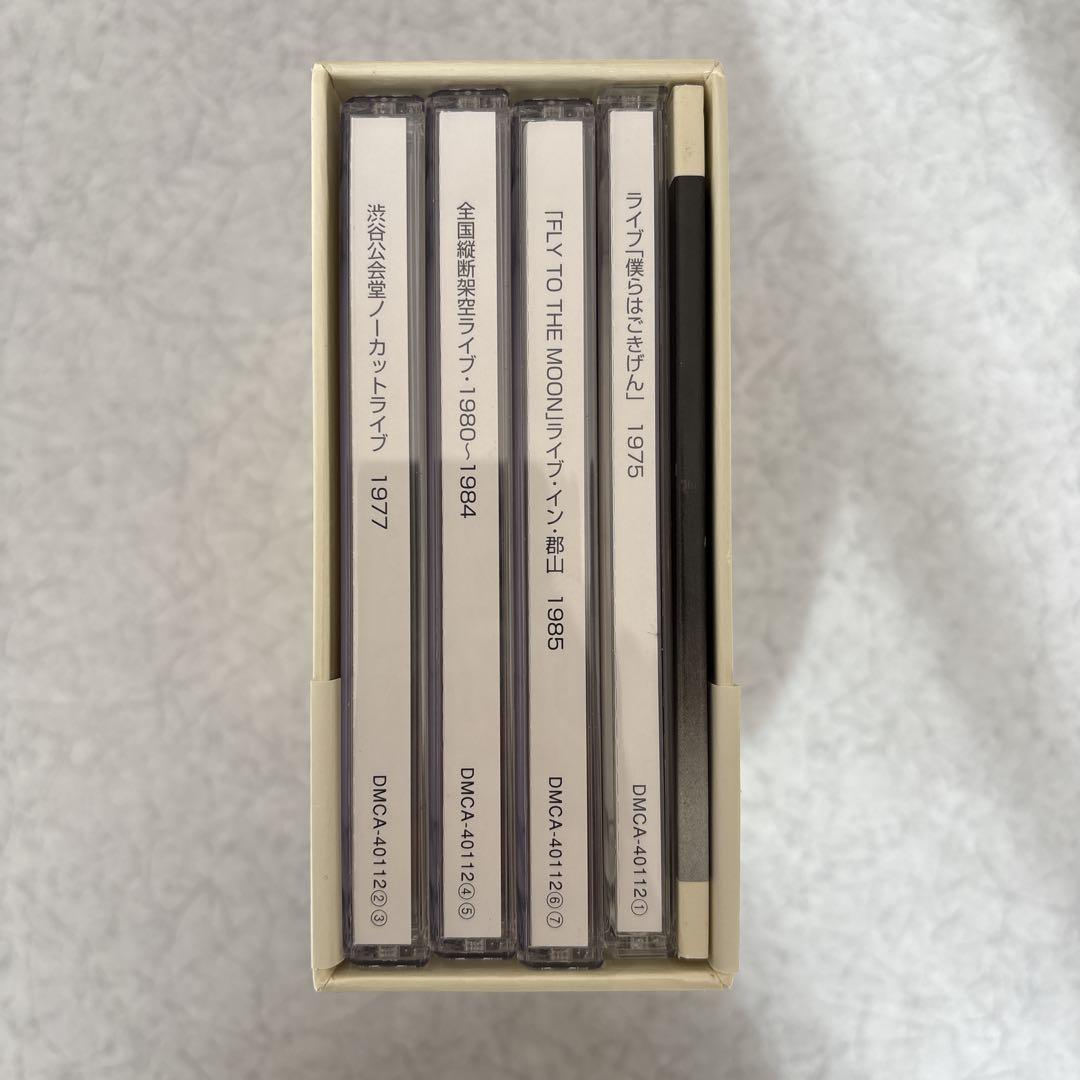 渋谷公会堂ノーカットライブ 1977 DMCA-40112②③
全国縦断架空ライブ・1980〜1984 DMCA-40112④⑤
「FLY TO THE MOON」ライブ・イン・郡山 1985 DMCA-40112⑥⑦
ライブ「僕らはごきげん」 1975 DMCA-40112①